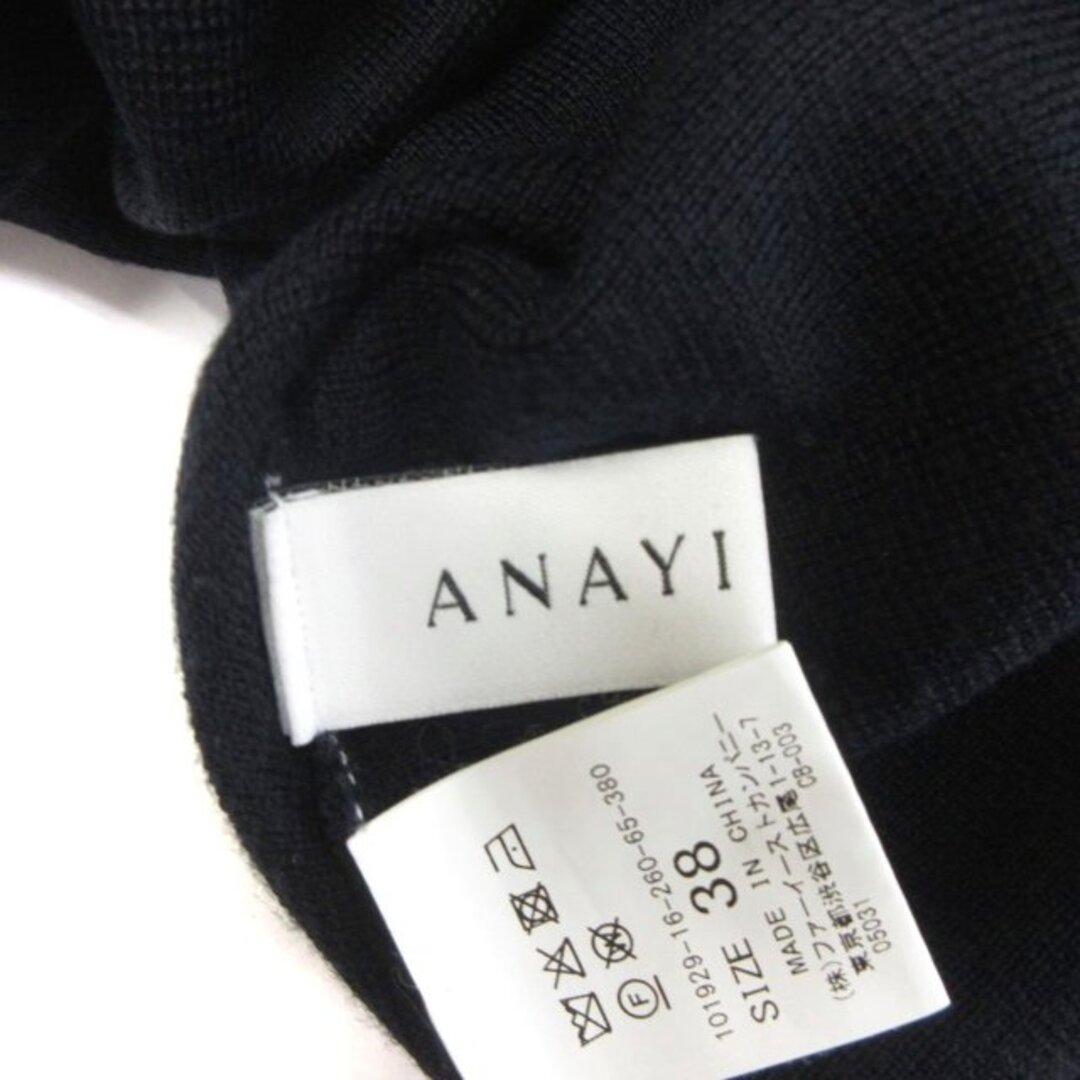 ANAYI
101929-16-260-65-380
SIZE 38
MADE IN CHINA
(株)ファーイーストカンパニー
東京都渋谷区広尾1-13-7
05031 CB-003
F